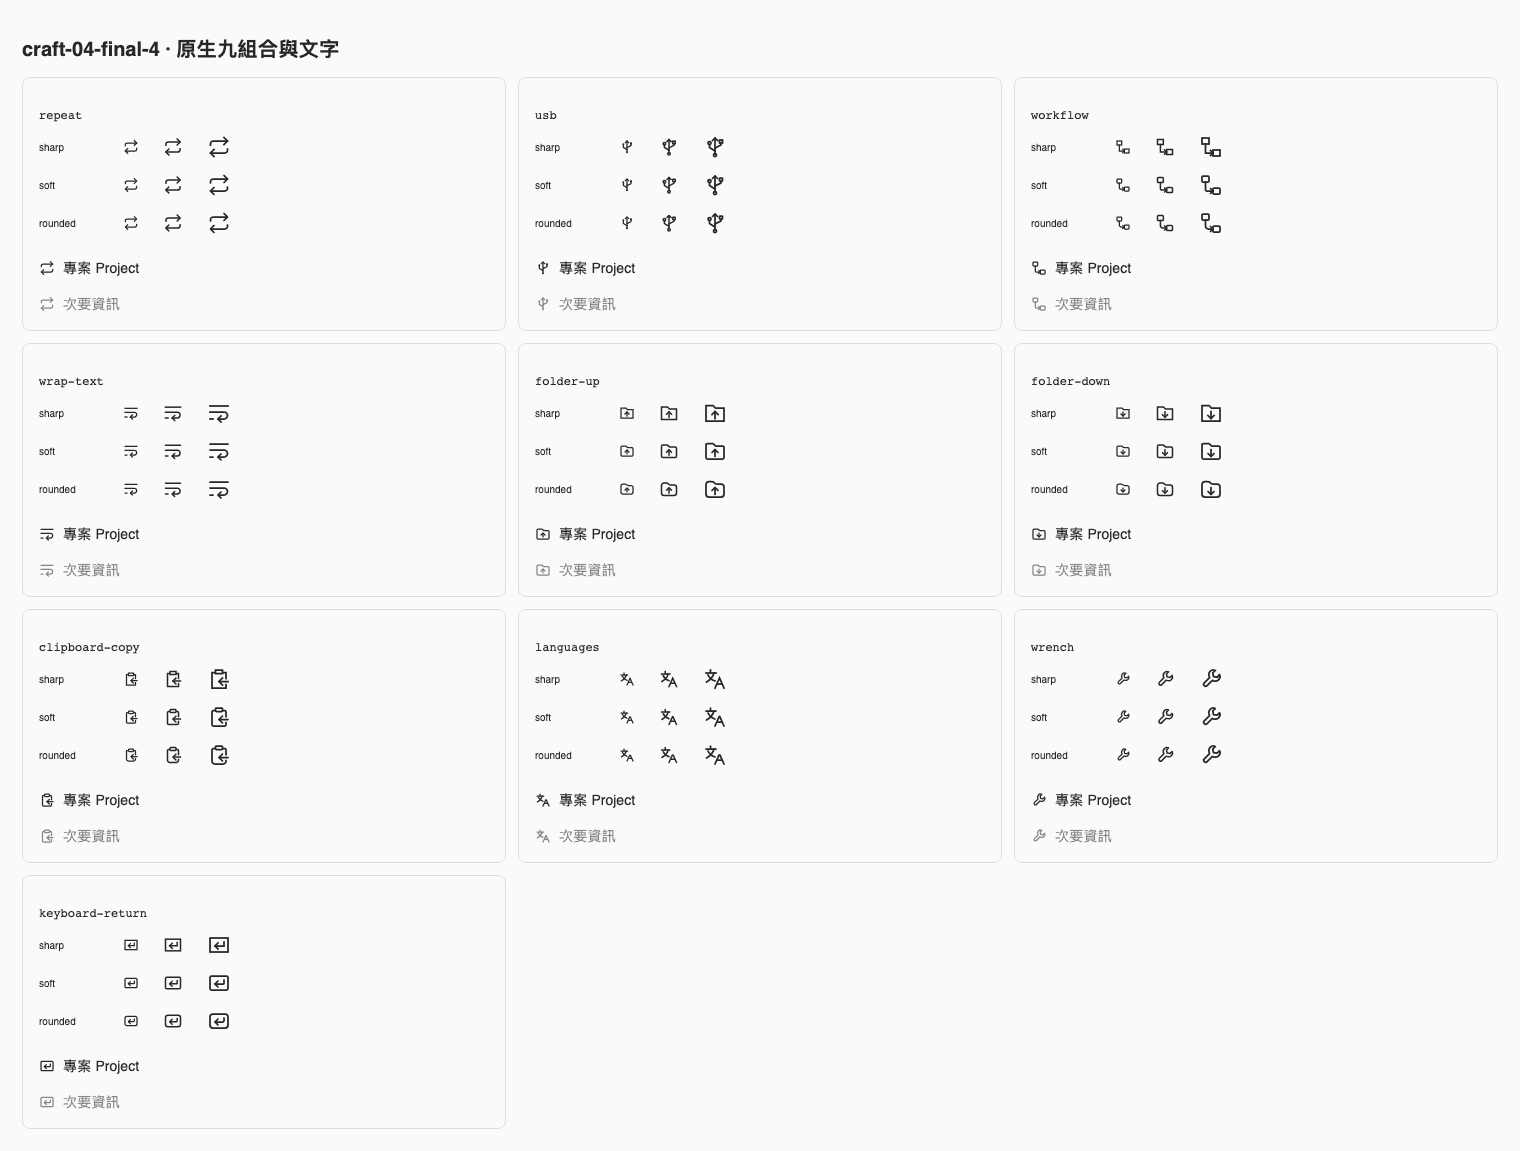 craft-04-final-4 · 原生九組合與文字
repeat
sharp
soft
rounded
專案 Project
次要資訊
usb
sharp
soft
rounded
專案 Project
次要資訊
workflow
sharp
soft
rounded
專案 Project
次要資訊
wrap-text
sharp
soft
rounded
專案 Project
次要資訊
folder-up
sharp
soft
rounded
專案 Project
次要資訊
folder-down
sharp
soft
rounded
專案 Project
次要資訊
clipboard-copy
sharp
soft
rounded
專案 Project
次要資訊
languages
sharp
soft
rounded
專案 Project
次要資訊
wrench
sharp
soft
rounded
專案 Project
次要資訊
keyboard-return
sharp
soft
rounded
專案 Project
次要資訊